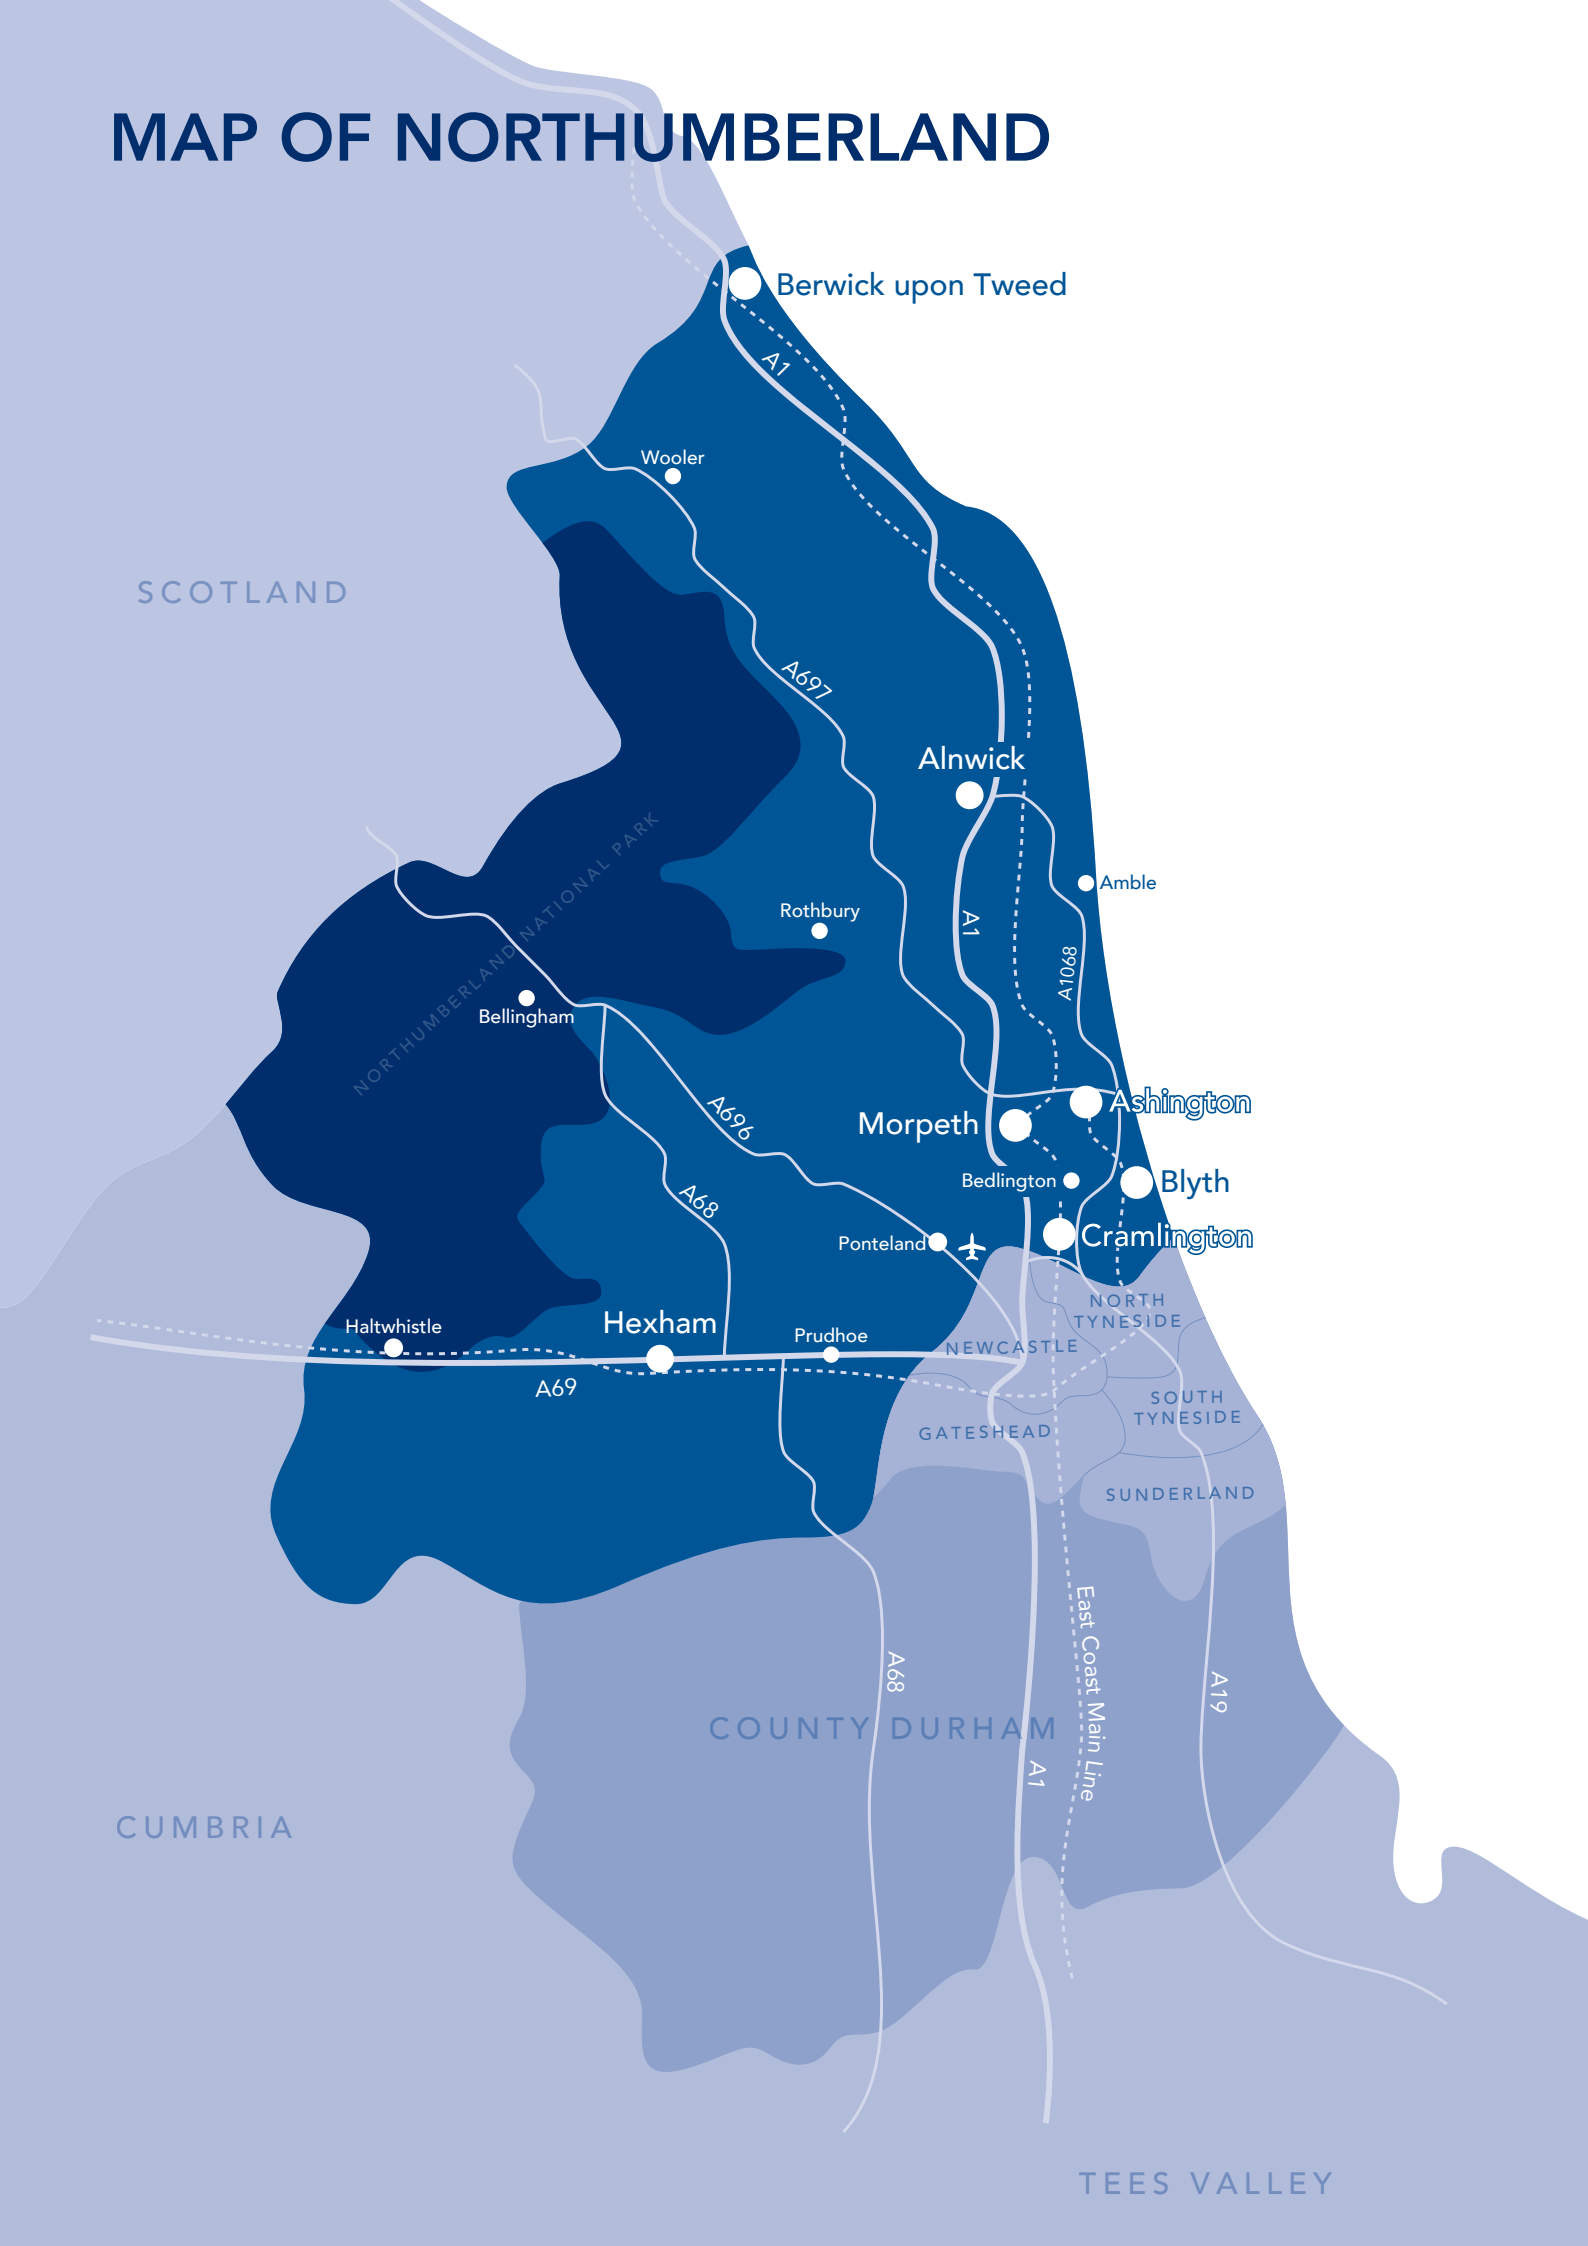 MAP OF NORTHUMBERLAND
Berwick upon Tweed
A1
Wooler
SCOTLAND
A697
Alnwick
NORTHUMBERLAND NATIONAL PARK
Amble
Rothbury
A1
A1068
Bellingham
Ashington
A696
Morpeth
Bedlington
Blyth
A68
Cramlington
Ponteland
NORTH
TYNESIDE
Haltwhistle
Hexham
Prudhoe
NEWCASTLE
A69
SOUTH
TYNESIDE
GATESHEAD
SUNDERLAND
East Coast Main Line
A68
A19
COUNTY DURHAM
A1
CUMBRIA
TEES VALLEY